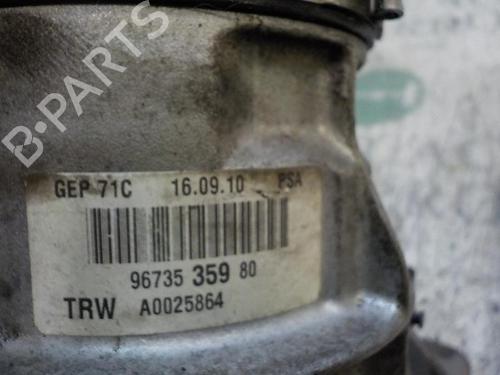 B-PARTS
GEP 71C 16.09.10 PSA
96735 359 80
TRW A0025864